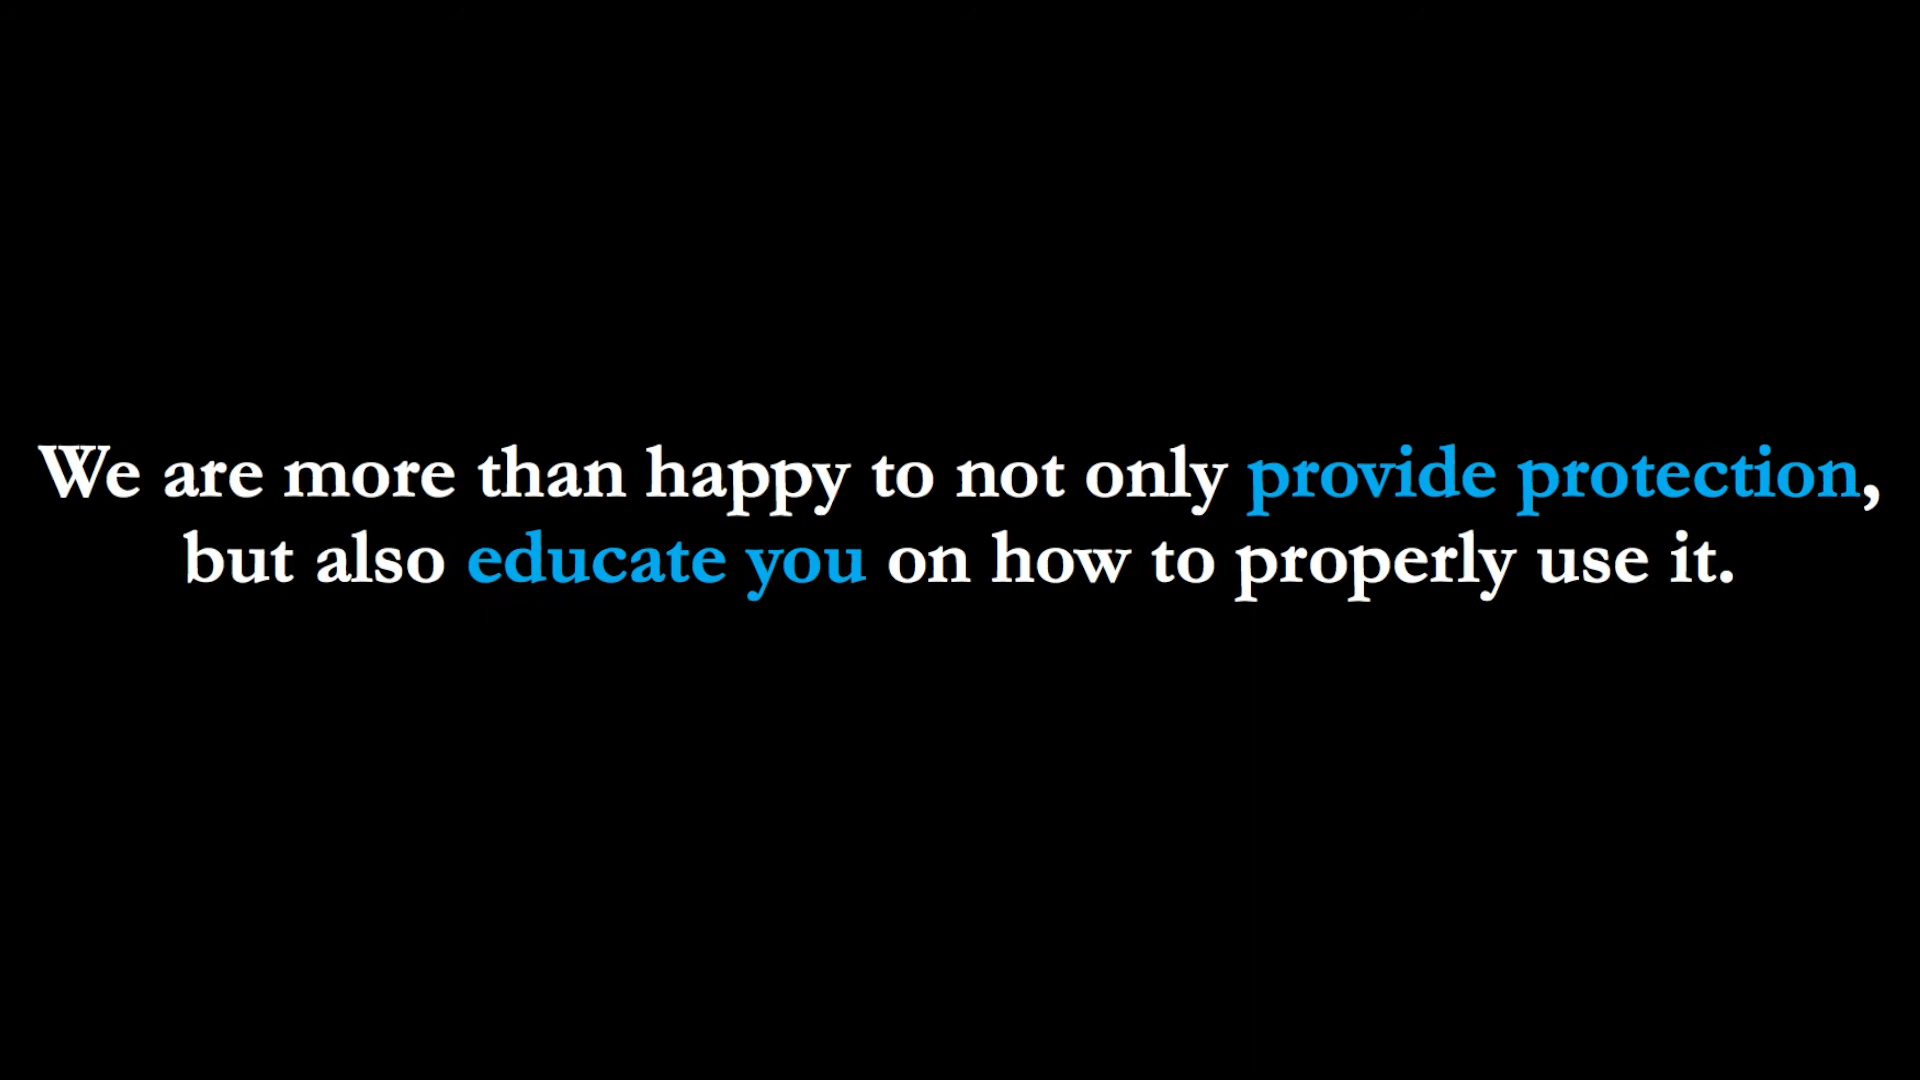 We are more than happy to not only provide protection,
but also educate you on how to properly use it.